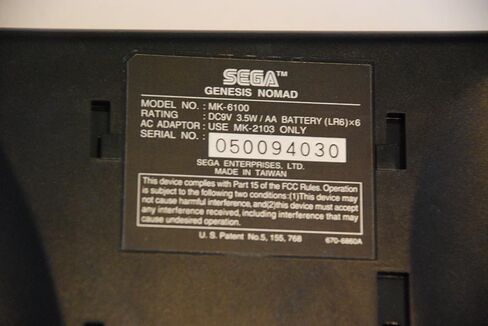 SEGA™
GENESIS NOMAD
MODEL NO. : MK-6100
RATING : DC9V 3.5W / AA BATTERY (LR6)×6
AC ADAPTOR : USE MK-2103 ONLY
SERIAL NO. : 050094030
SEGA ENTERPRISES, LTD.
MADE IN TAIWAN
This device complies with Part 15 of the FCC Rules. Operation
is subject to the following two conditions:(1)This device may
not cause harmful interference, and(2)this device must accept
any interference received, including interference that may
cause undesired operation.
U. S. Patent No.5, 155, 768
670-6860A